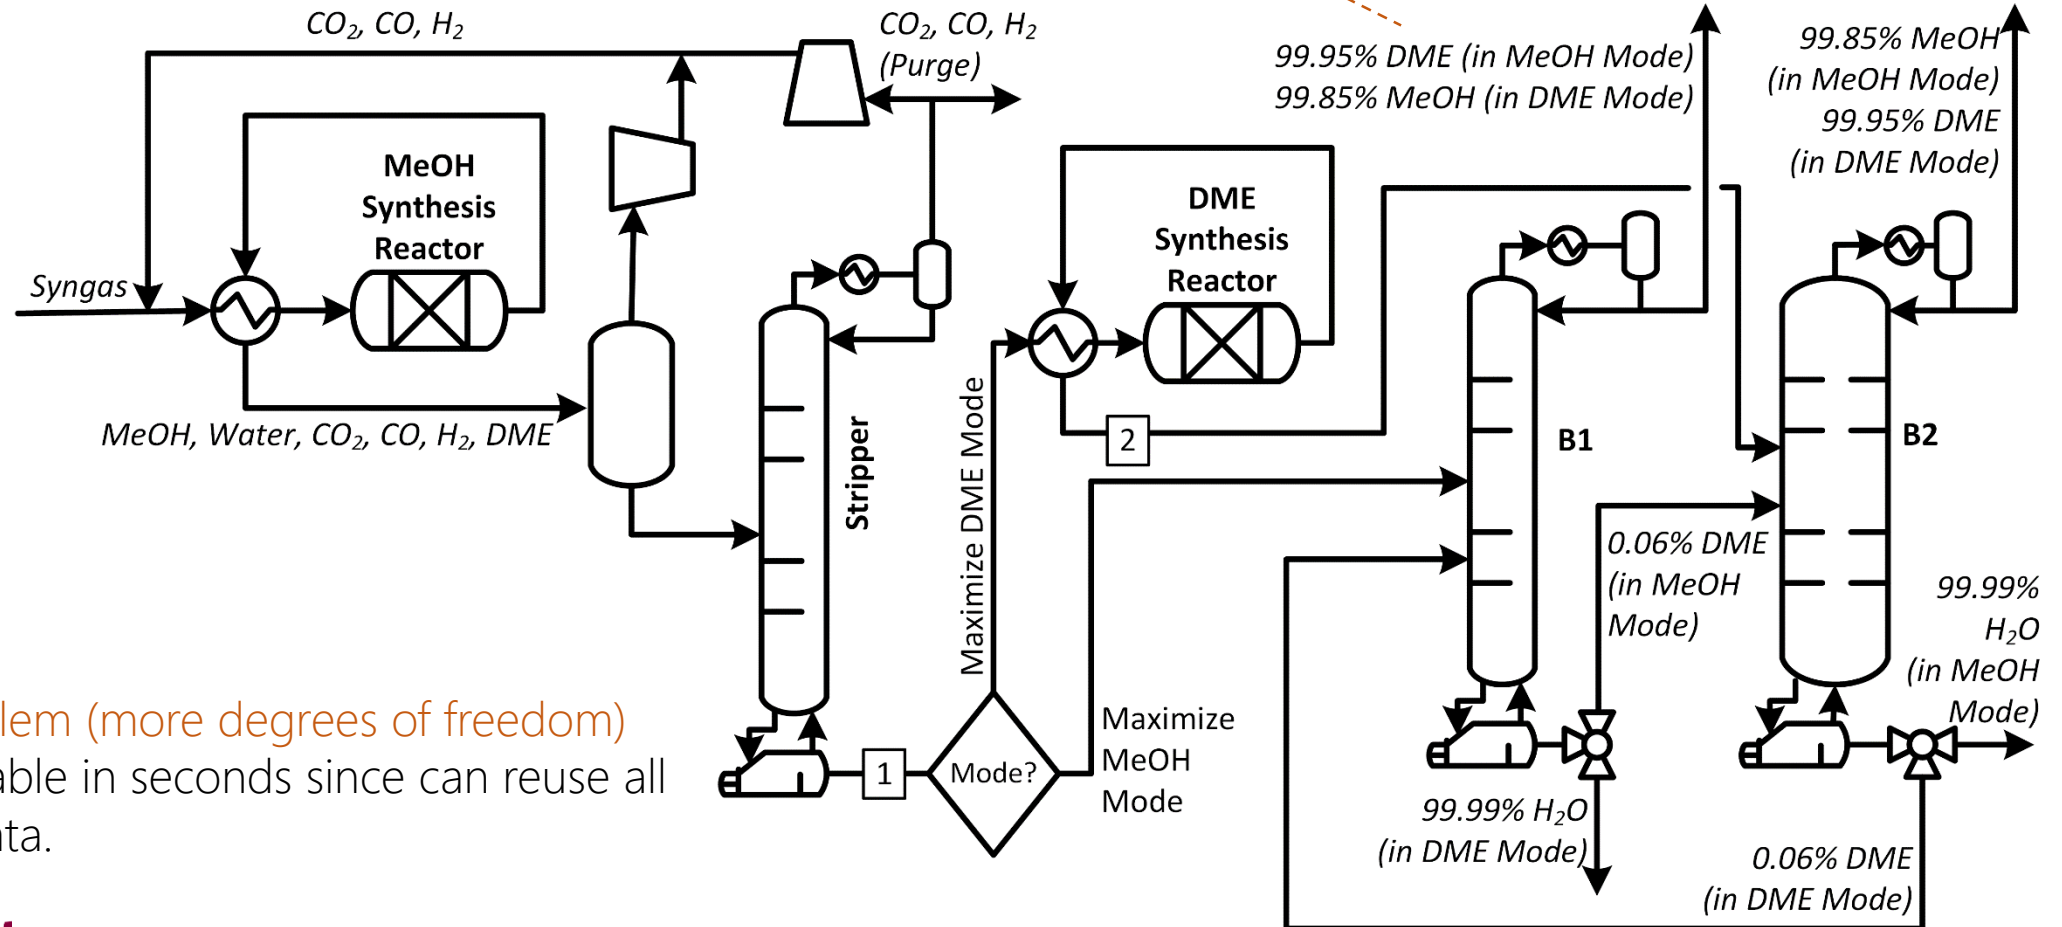 CO₂, CO, H₂
CO₂, CO, H₂
(Purge)
99.95% DME (in MeOH Mode)
99.85% MeOH (in DME Mode)
99.85% MeOH
(in MeOH Mode)
99.95% DME
(in DME Mode)
MeOH
Synthesis
Reactor
DME
Synthesis
Reactor
Syngas
MeOH, Water, CO₂, CO, H₂, DME
Stripper
Maximize DME Mode
2
B1
B2
0.06% DME
(in MeOH
Mode)
99.99%
H₂O
(in MeOH
Mode)
1
Mode?
Maximize
MeOH
Mode
99.99% H₂O
(in DME Mode)
0.06% DME
(in DME Mode)
lem (more degrees of freedom)
able in seconds since can reuse all
ata.